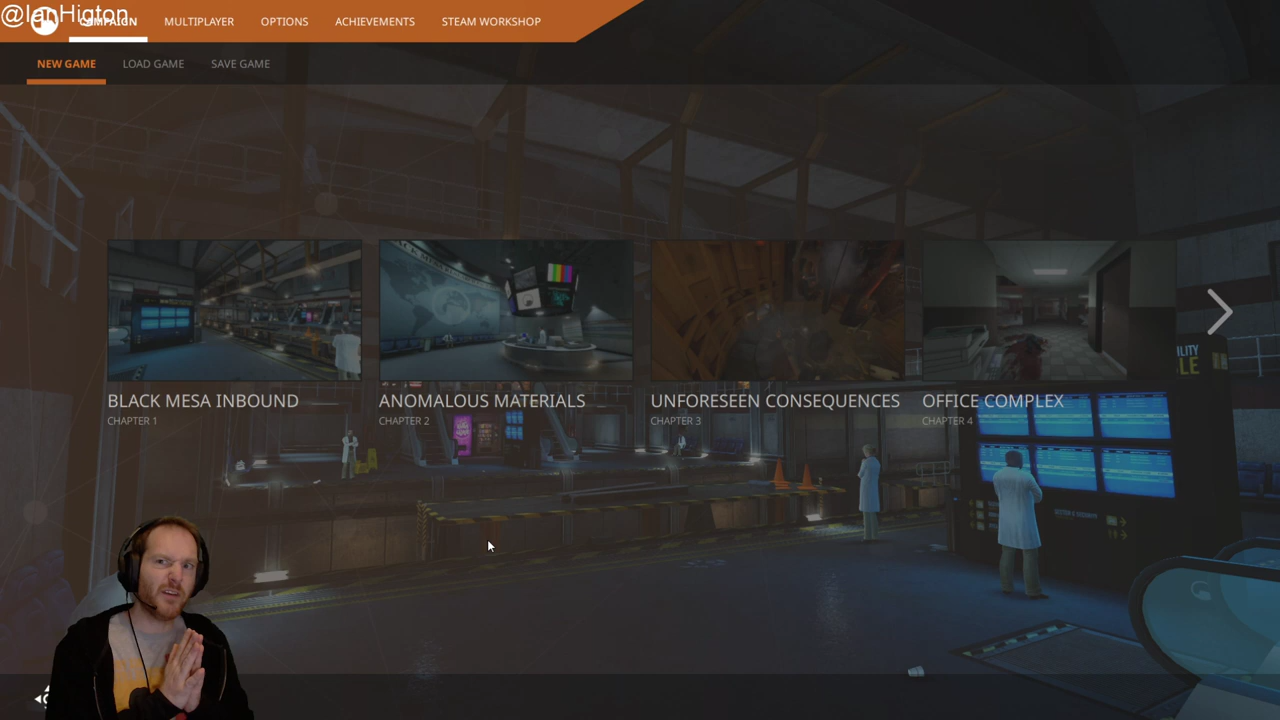 @IanHigton
CAMPAIGN MULTIPLAYER OPTIONS ACHIEVEMENTS STEAM WORKSHOP
NEW GAME LOAD GAME SAVE GAME
BLACK MESA INBOUND
CHAPTER 1
ANOMALOUS MATERIALS
CHAPTER 2
UNFORESEEN CONSEQUENCES
CHAPTER 3
OFFICE COMPLEX
CHAPTER 4